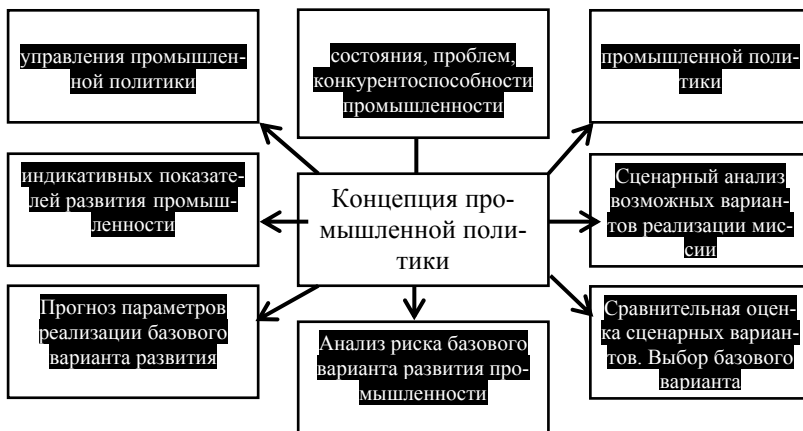 управления промышлен-
ной политики
состояния, проблем,
конкурентоспособности
промышленности
промышленной поли-
тики
индикативных показате-
лей развития промыш-
ленности
Концепция про-
мышленной поли-
тики
Сценарный анализ
возможных вариан-
тов реализации мис-
сии
Прогноз параметров
реализации базового
варианта развития
Анализ риска базового
варианта развития про-
мышленности
Сравнительная оцен-
ка сценарных вариан-
тов. Выбор базового
варианта